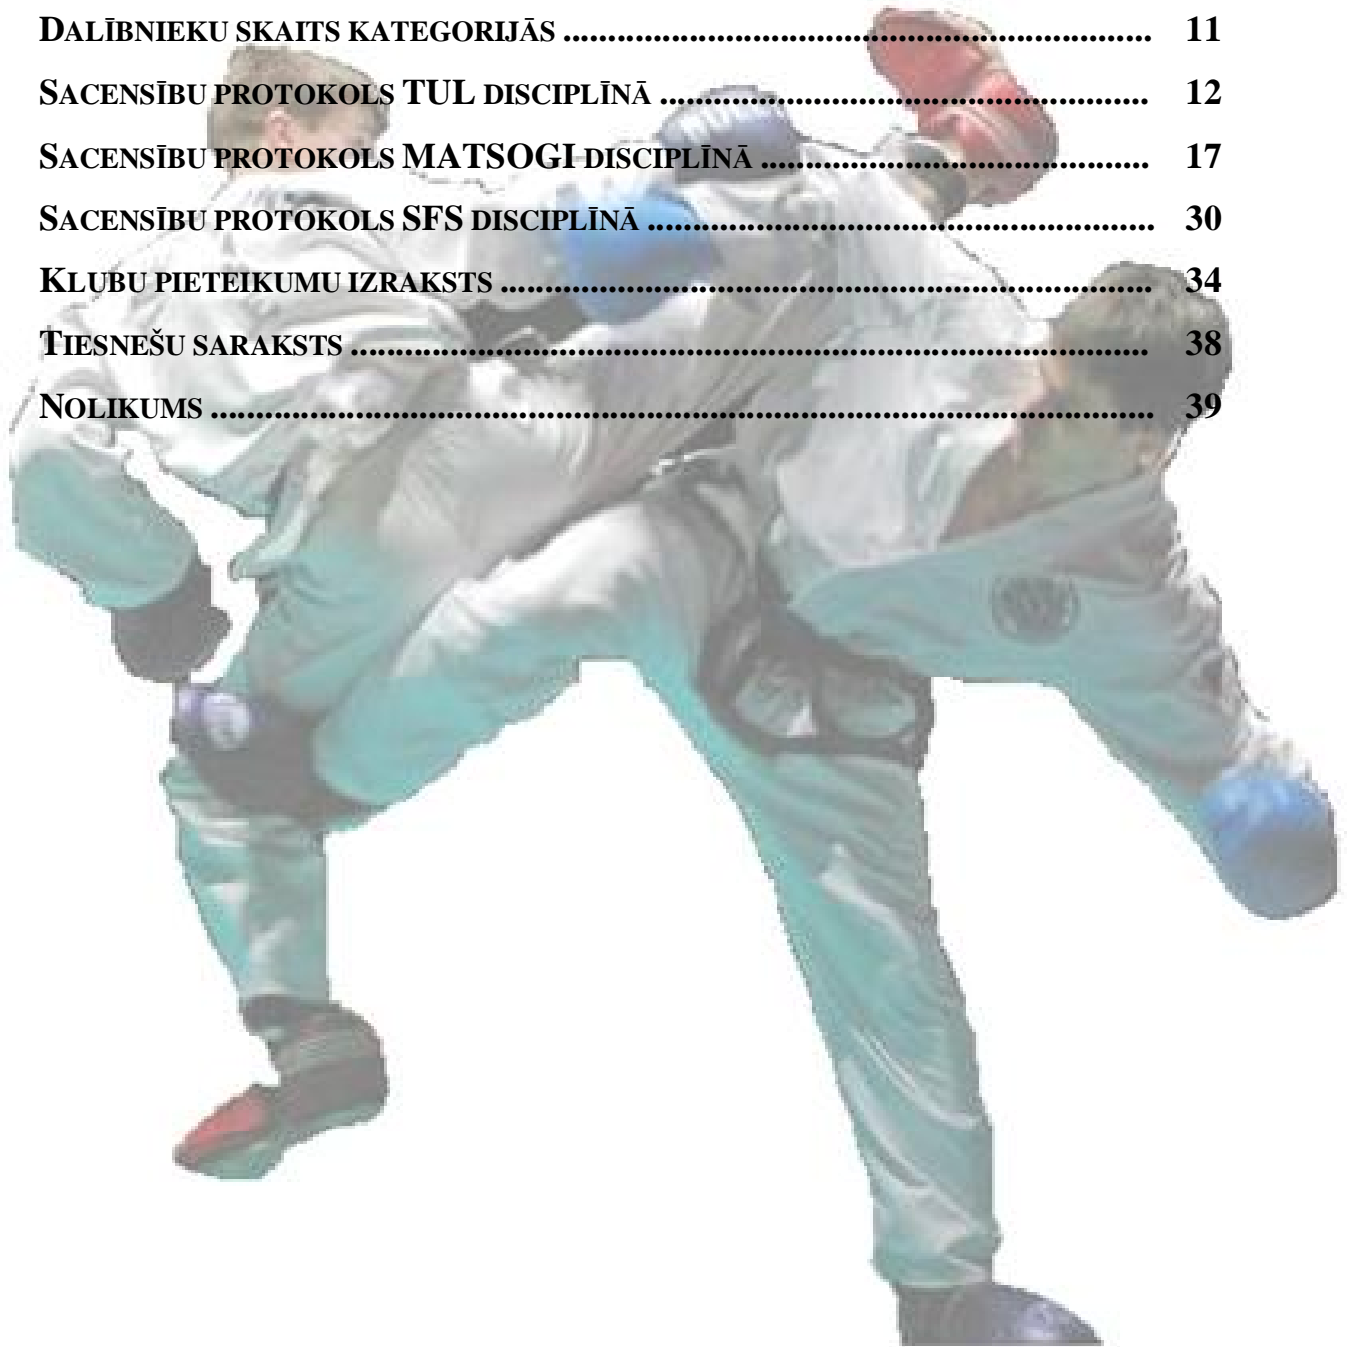 DALĪBNIEKU SKAITS KATEGORIJĀS ................................................................. 11
SACENSĪBU PROTOKOLS TUL DISCIPLĪNĀ ...................................................... 12
SACENSĪBU PROTOKOLS MATSOGI DISCIPLĪNĀ ........................................... 17
SACENSĪBU PROTOKOLS SFS DISCIPLĪNĀ ........................................................ 30
KLUBU PIETEIKUMU IZRAKSTS ........................................................................ 34
TIESNEŠU SARAKSTS ........................................................................................ 38
NOLIKUMS ........................................................................................................ 39